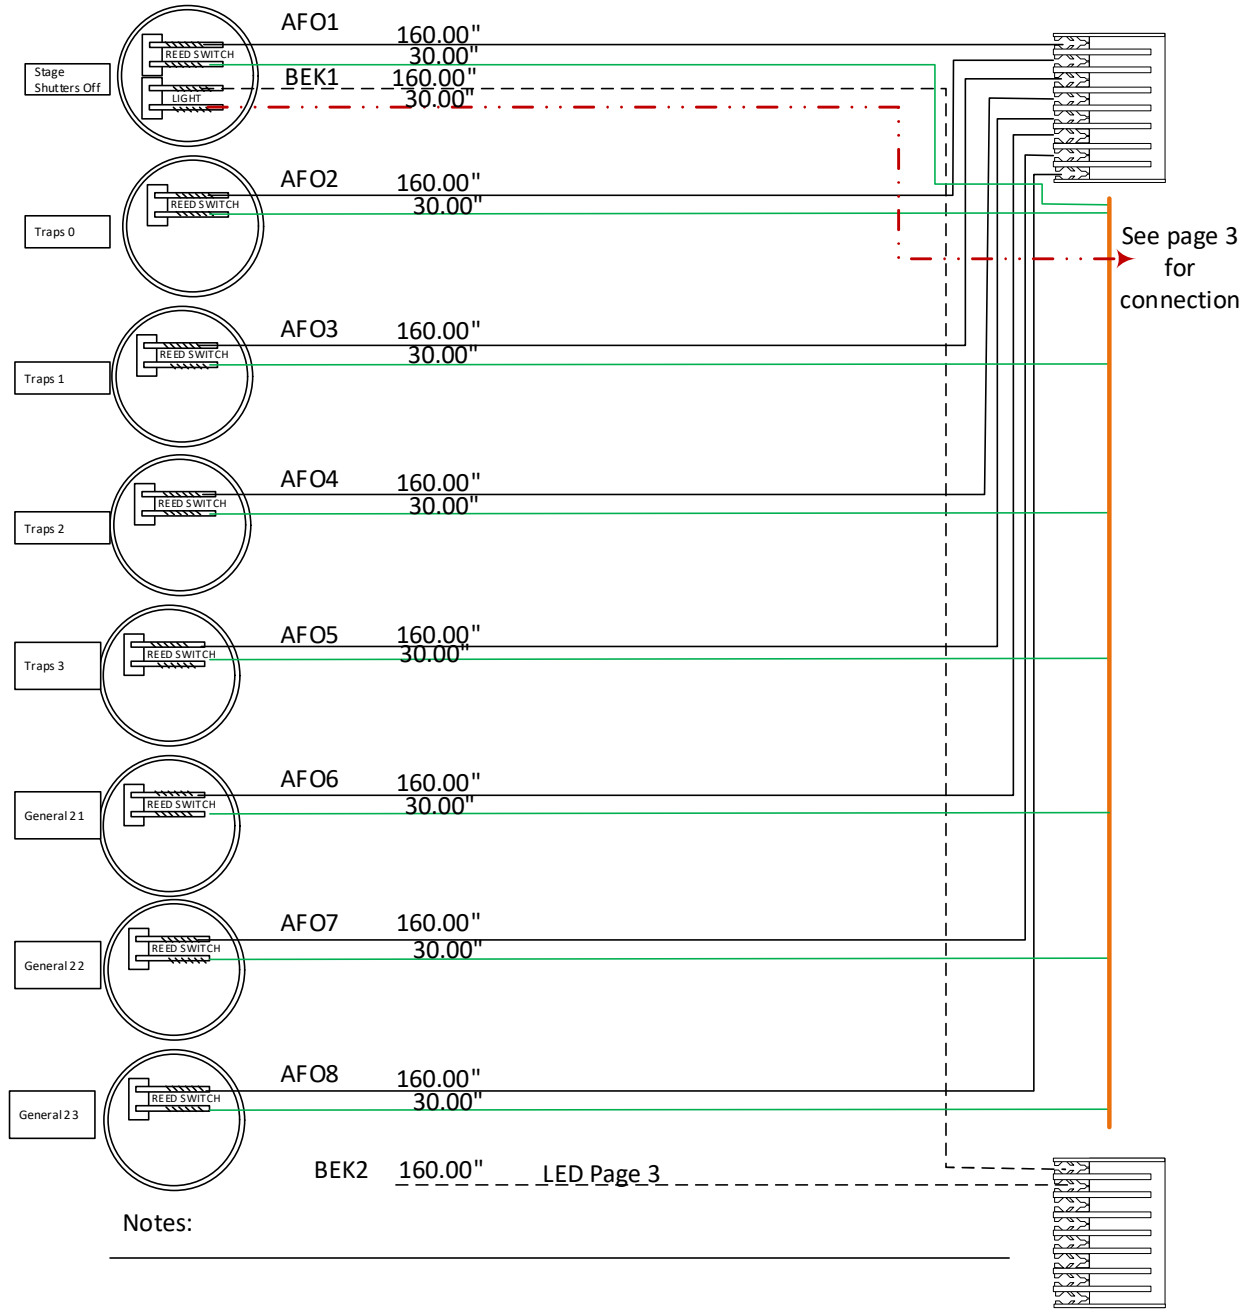 AFO1
160.00"
REED SWITCH
30.00"
Stage
Shutters Off
BEK1
160.00"
LIGHT
30.00"
AFO2
160.00"
REED SWITCH
30.00"
Traps 0
See page 3
for
connection
AFO3
160.00"
REED SWITCH
30.00"
Traps 1
AFO4
160.00"
REED SWITCH
30.00"
Traps 2
AFO5
160.00"
REED SWITCH
30.00"
Traps 3
AFO6
160.00"
REED SWITCH
30.00"
General 21
AFO7
160.00"
REED SWITCH
30.00"
General 22
AFO8
160.00"
REED SWITCH
30.00"
General 23
BEK2
160.00"
LED Page 3
Notes: